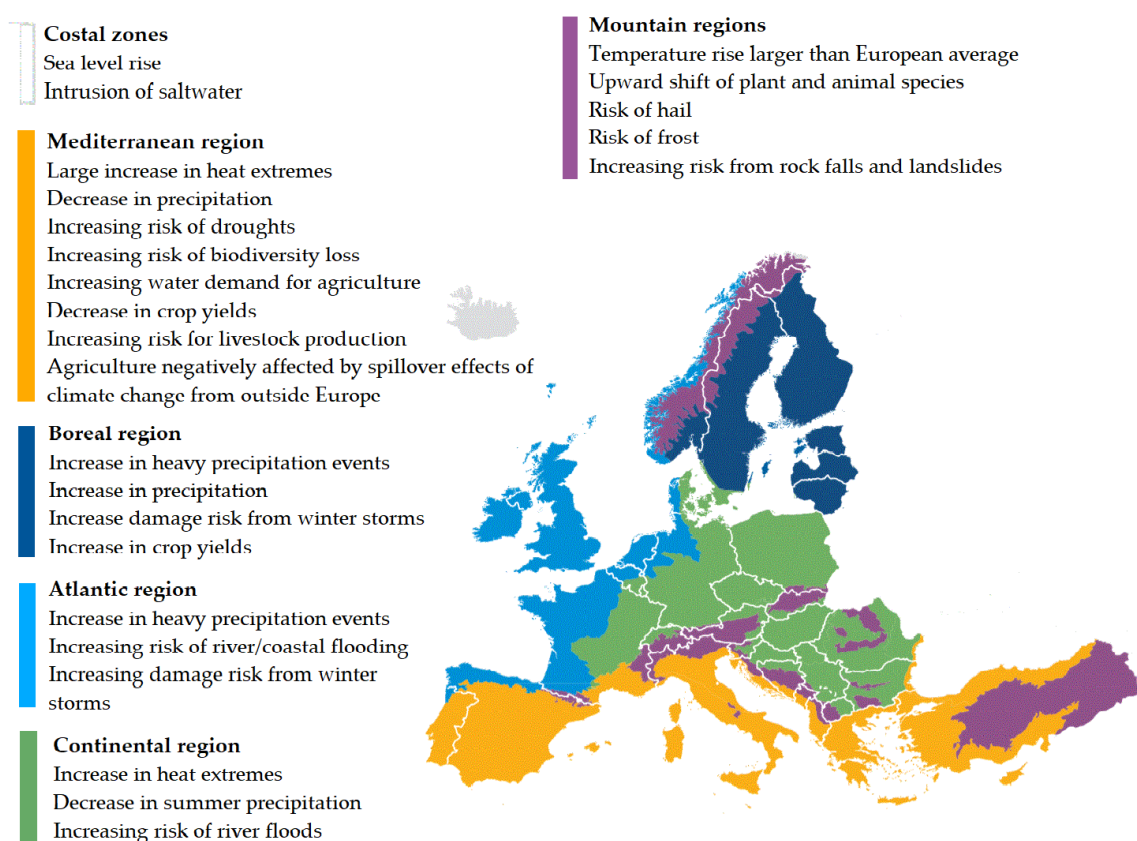 Costal zones
Sea level rise
Intrusion of saltwater
Mountain regions
Temperature rise larger than European average
Upward shift of plant and animal species
Risk of hail
Risk of frost
Increasing risk from rock falls and landslides
Mediterranean region
Large increase in heat extremes
Decrease in precipitation
Increasing risk of droughts
Increasing risk of biodiversity loss
Increasing water demand for agriculture
Decrease in crop yields
Increasing risk for livestock production
Agriculture negatively affected by spillover effects of
climate change from outside Europe
Boreal region
Increase in heavy precipitation events
Increase in precipitation
Increase damage risk from winter storms
Increase in crop yields
Atlantic region
Increase in heavy precipitation events
Increasing risk of river/coastal flooding
Increasing damage risk from winter
storms
Continental region
Increase in heat extremes
Decrease in summer precipitation
Increasing risk of river floods